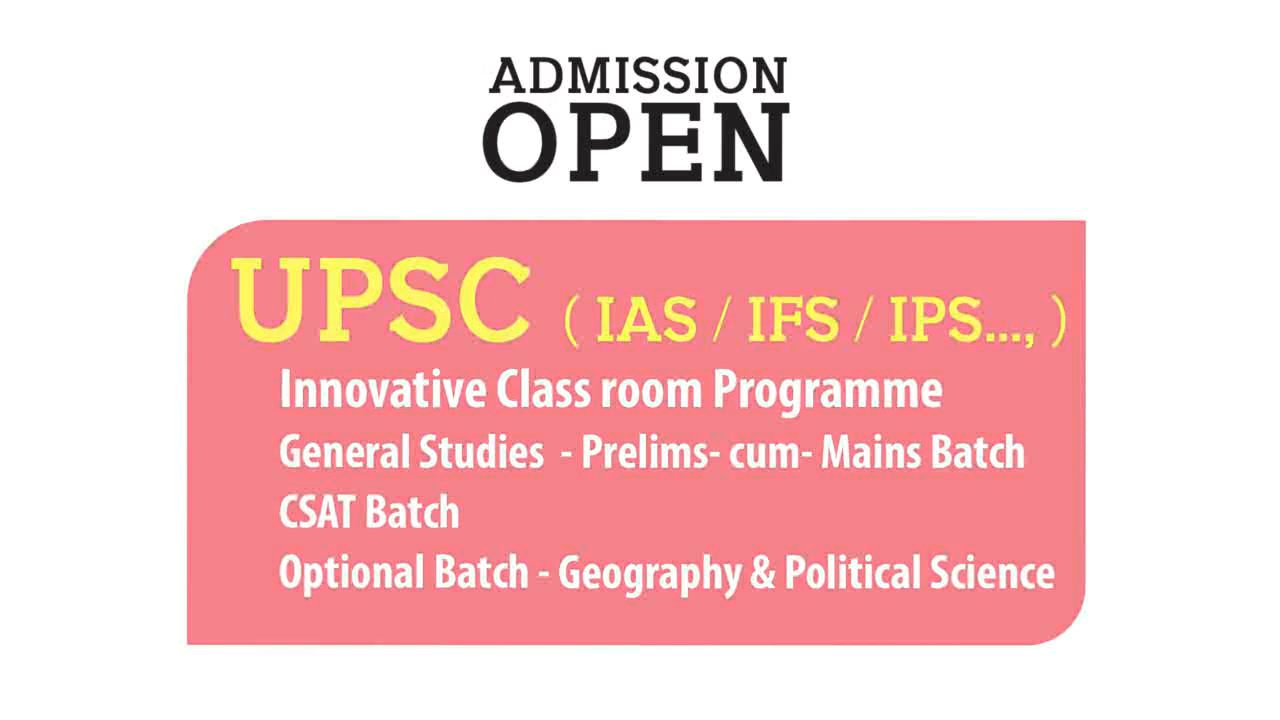 ADMISSION
OPEN
UPSC ( IAS / IFS / IPS..., )
Innovative Class room Programme
General Studies - Prelims- cum- Mains Batch
CSAT Batch
Optional Batch - Geography & Political Science